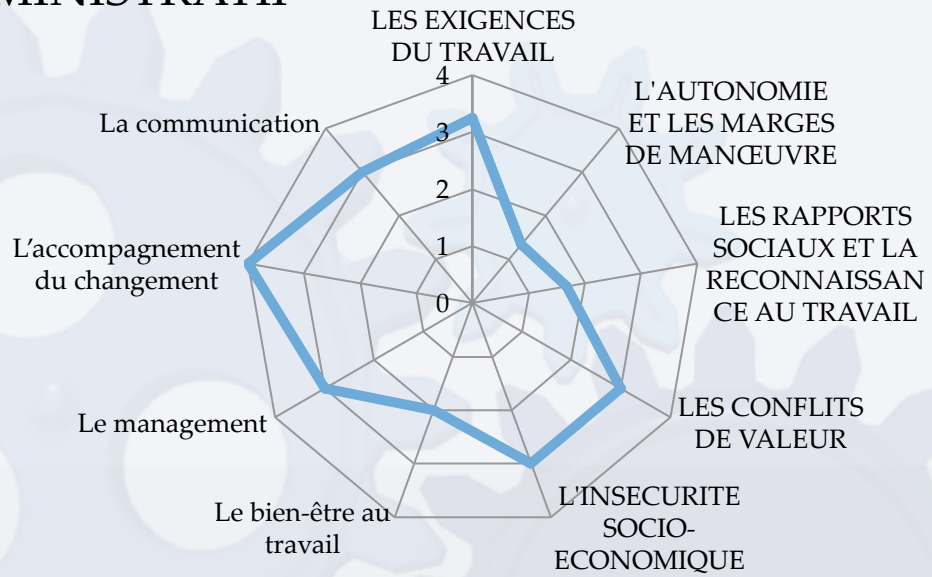 LES EXIGENCES
DU TRAVAIL
4
3
2
1
0
L'AUTONOMIE
ET LES MARGES
DE MANŒUVRE
LES RAPPORTS
SOCIAUX ET LA
RECONNAISSAN
CE AU TRAVAIL
LES CONFLITS
DE VALEUR
L'INSECURITE
SOCIO-
ECONOMIQUE
Le bien-être au
travail
Le management
L’accompagnement
du changement
La communication